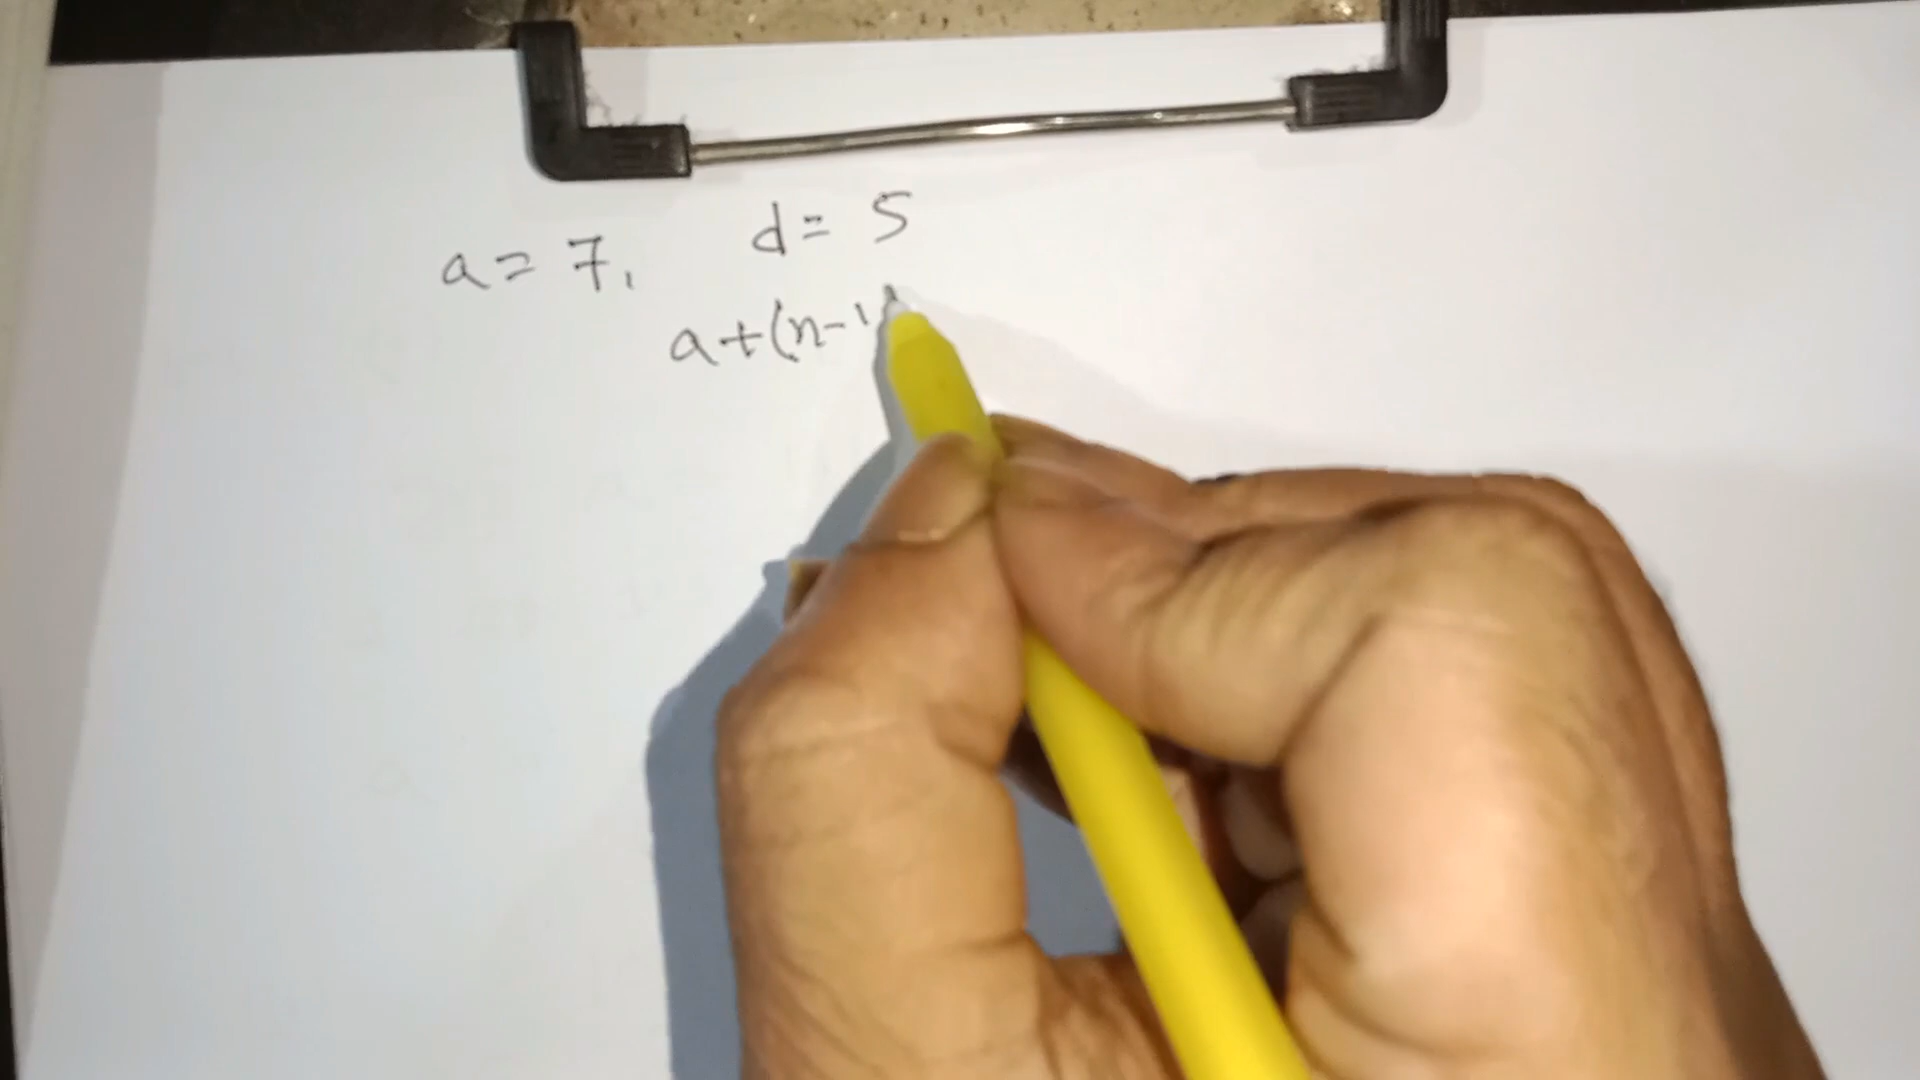 a = 7, d = 5
a+(n-1